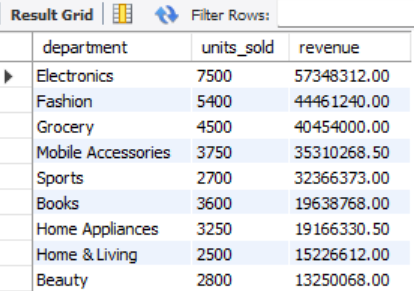 Result Grid Filter Rows:
department units_sold revenue
Electronics 7500 57348312.00
Fashion 5400 44461240.00
Grocery 4500 40454000.00
Mobile Accessories 3750 35310268.50
Sports 2700 32366373.00
Books 3600 19638768.00
Home Appliances 3250 19166330.50
Home & Living 2500 15226612.00
Beauty 2800 13250068.00